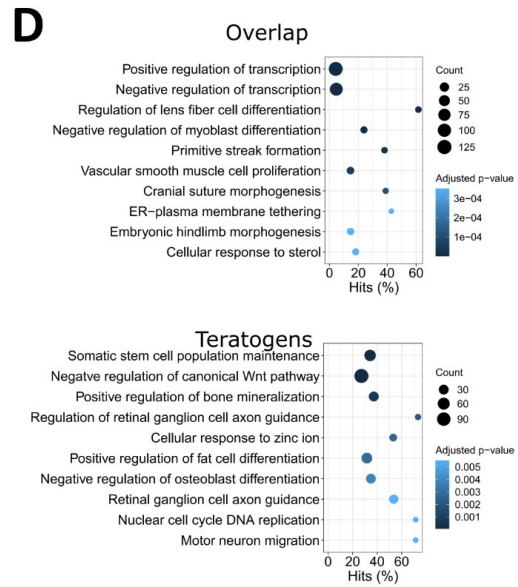 D
Overlap
Positive regulation of transcription
Negative regulation of transcription
Regulation of lens fiber cell differentiation
Negative regulation of myoblast differentiation
Primitive streak formation
Vascular smooth muscle cell proliferation
Cranial suture morphogenesis
ER−plasma membrane tethering
Embryonic hindlimb morphogenesis
Cellular response to sterol
0 20 40 60
Hits (%)
Count
25
50
75
100
125
Adjusted p-value
3e−04
2e−04
1e−04
Teratogens
Somatic stem cell population maintenance
Negatve regulation of canonical Wnt pathway
Positive regulation of bone mineralization
Regulation of retinal ganglion cell axon guidance
Cellular response to zinc ion
Positive regulation of fat cell differentiation
Negative regulation of osteoblast differentiation
Retinal ganglion cell axon guidance
Nuclear cell cycle DNA replication
Motor neuron migration
0 20 40 60
Hits (%)
Count
30
60
90
Adjusted p-value
0.005
0.004
0.003
0.002
0.001